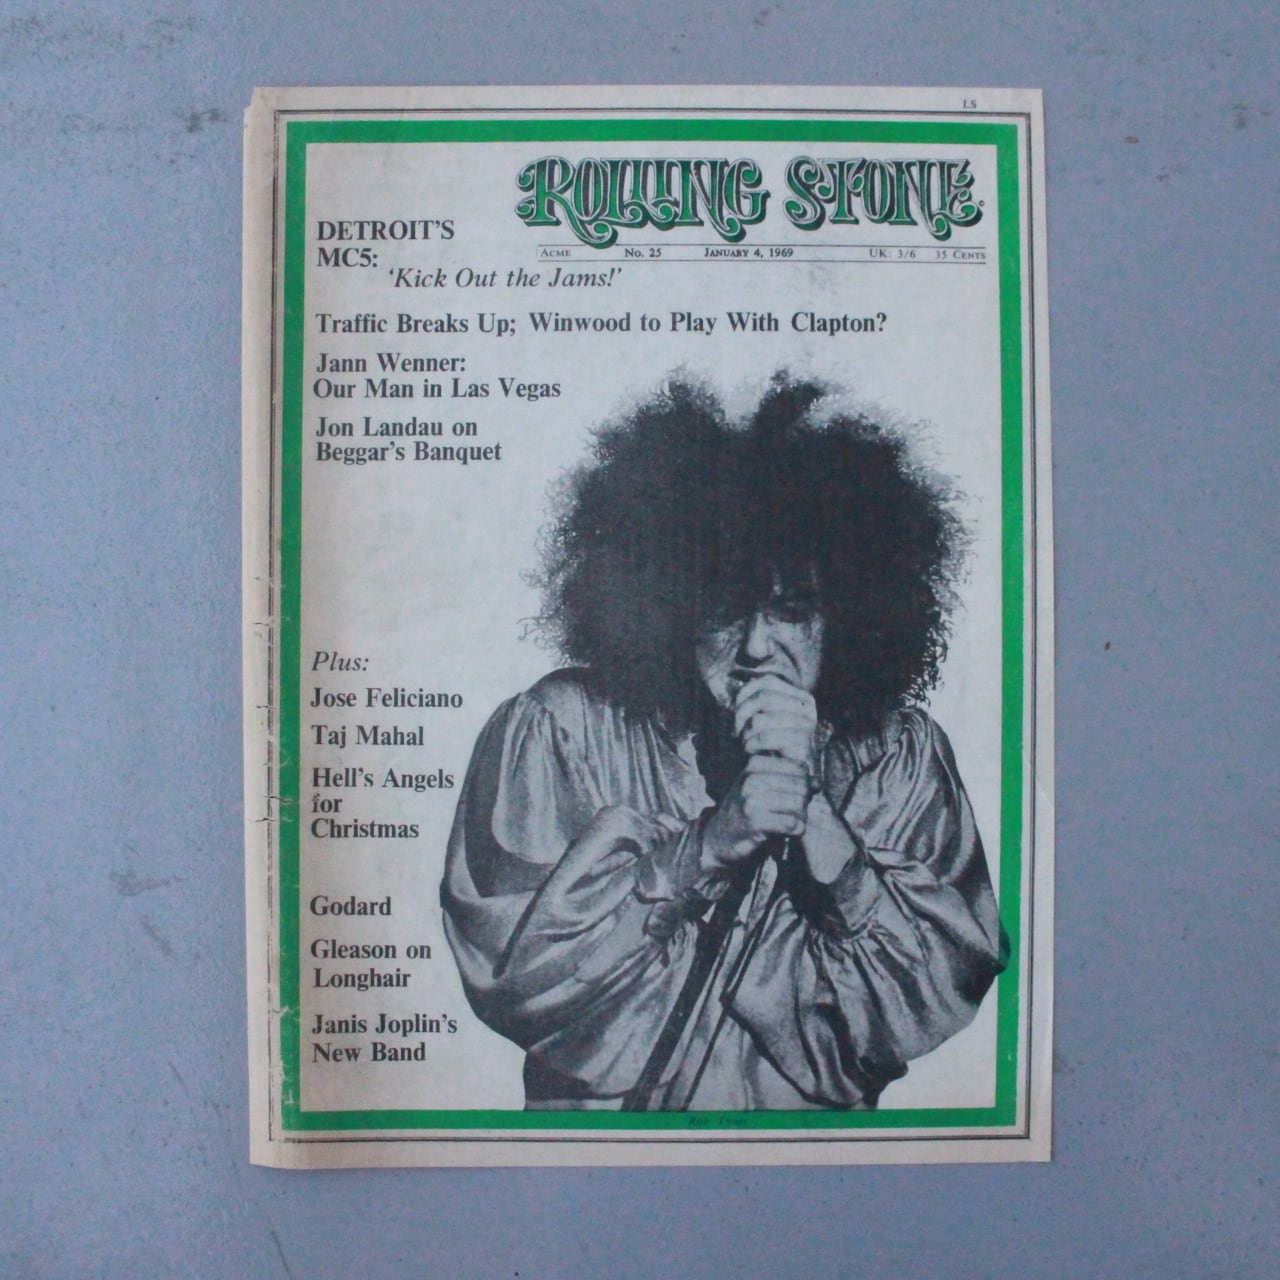 LS
ROLLING STONE
ACME No. 25 JANUARY 4, 1969 UK: 3/6 35 CENTS
DETROIT'S
MC5:
'Kick Out the Jams!'
Traffic Breaks Up; Winwood to Play With Clapton?
Jann Wenner:
Our Man in Las Vegas
Jon Landau on
Beggar's Banquet
Plus:
Jose Feliciano
Taj Mahal
Hell's Angels
for
Christmas
Godard
Gleason on
Longhair
Janis Joplin's
New Band
Rob Tyner